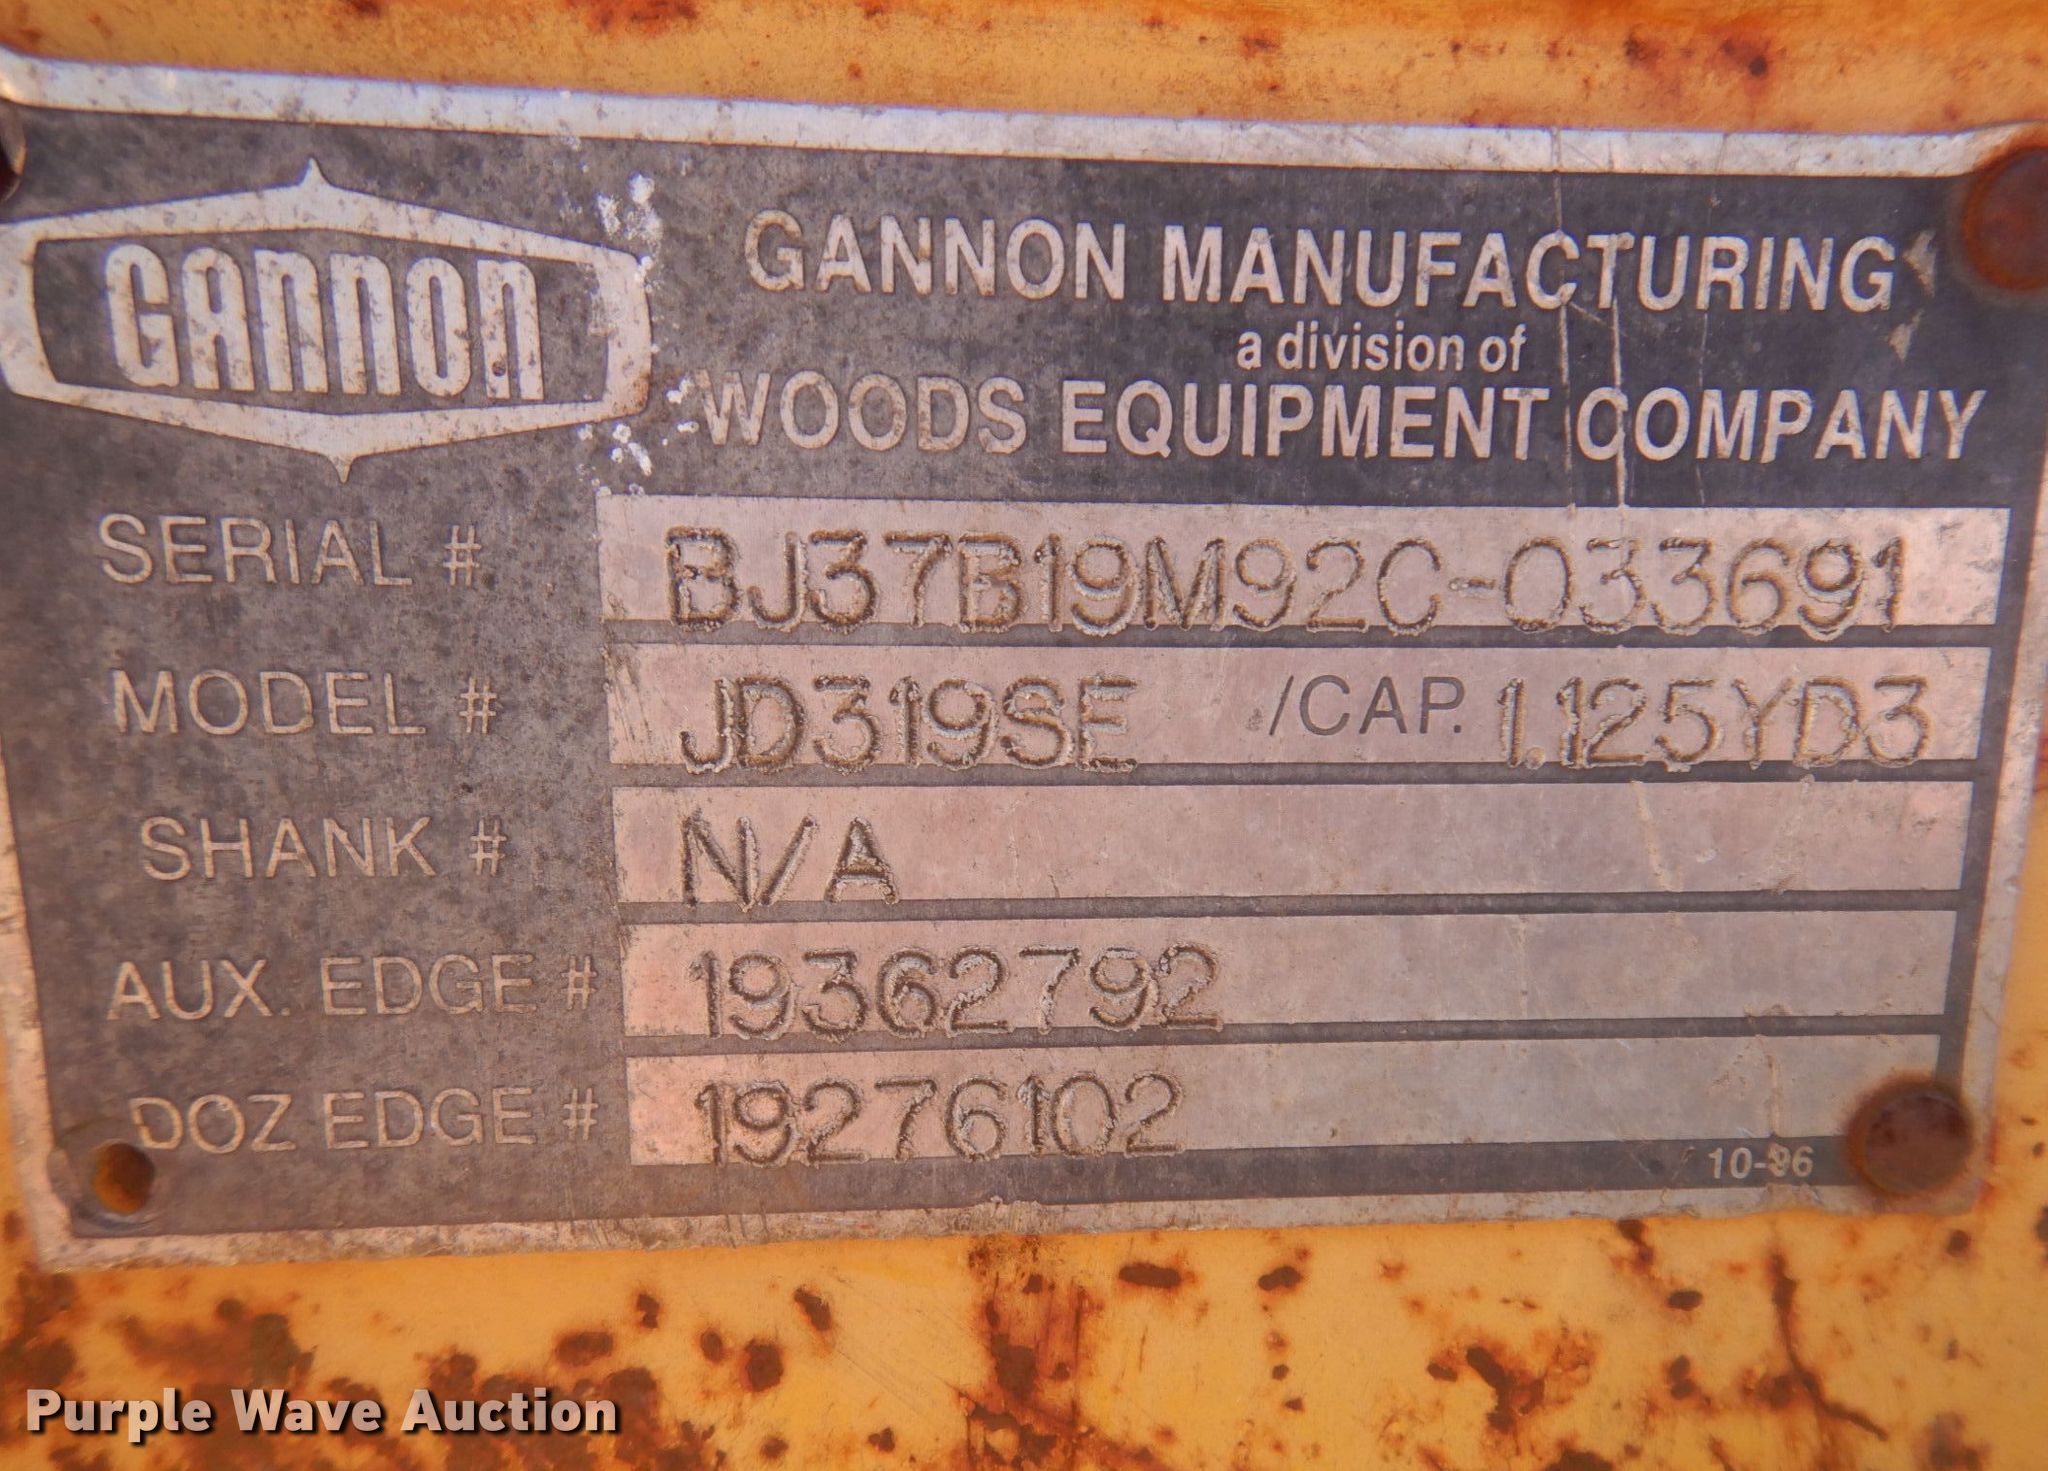 GANNON
GANNON MANUFACTURING
a division of
WOODS EQUIPMENT COMPANY
SERIAL # BJ37B19M92C-033691
MODEL # JD319SE /CAP. 1.125YD3
SHANK # N/A
AUX. EDGE # 19362792
DOZ EDGE # 19276102
10-96
Purple Wave Auction